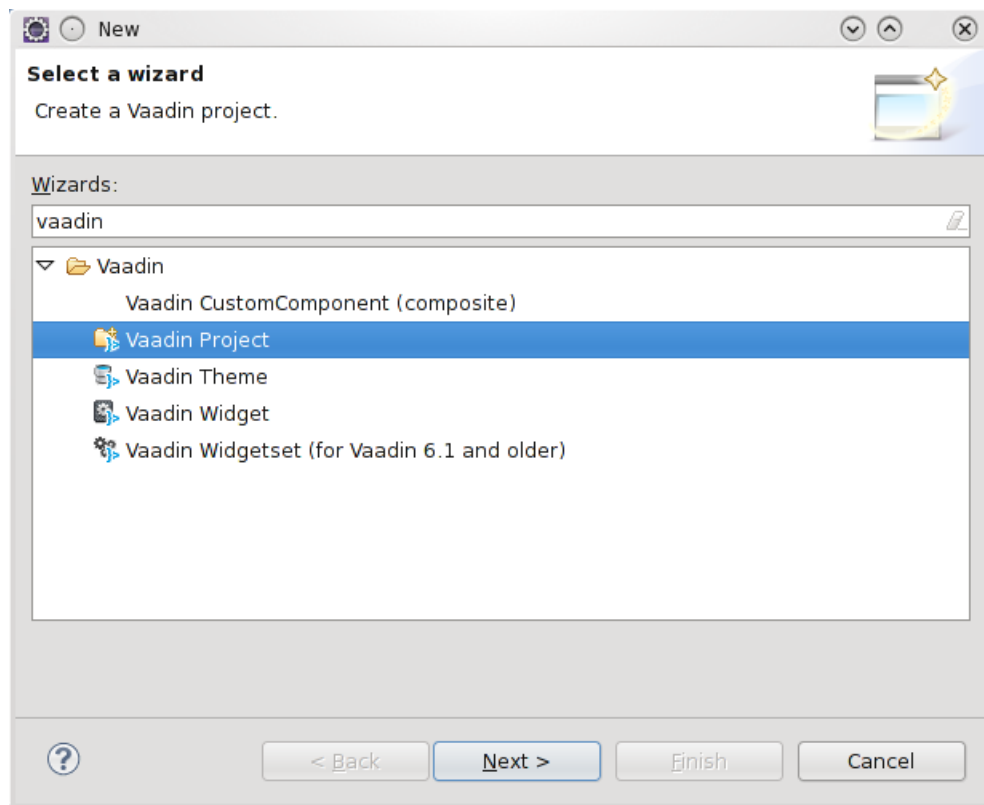 New
Select a wizard
Create a Vaadin project.
Wizards:
vaadin
Vaadin
Vaadin CustomComponent (composite)
Vaadin Project
Vaadin Theme
Vaadin Widget
Vaadin Widgetset (for Vaadin 6.1 and older)
? < Back Next > Finish Cancel